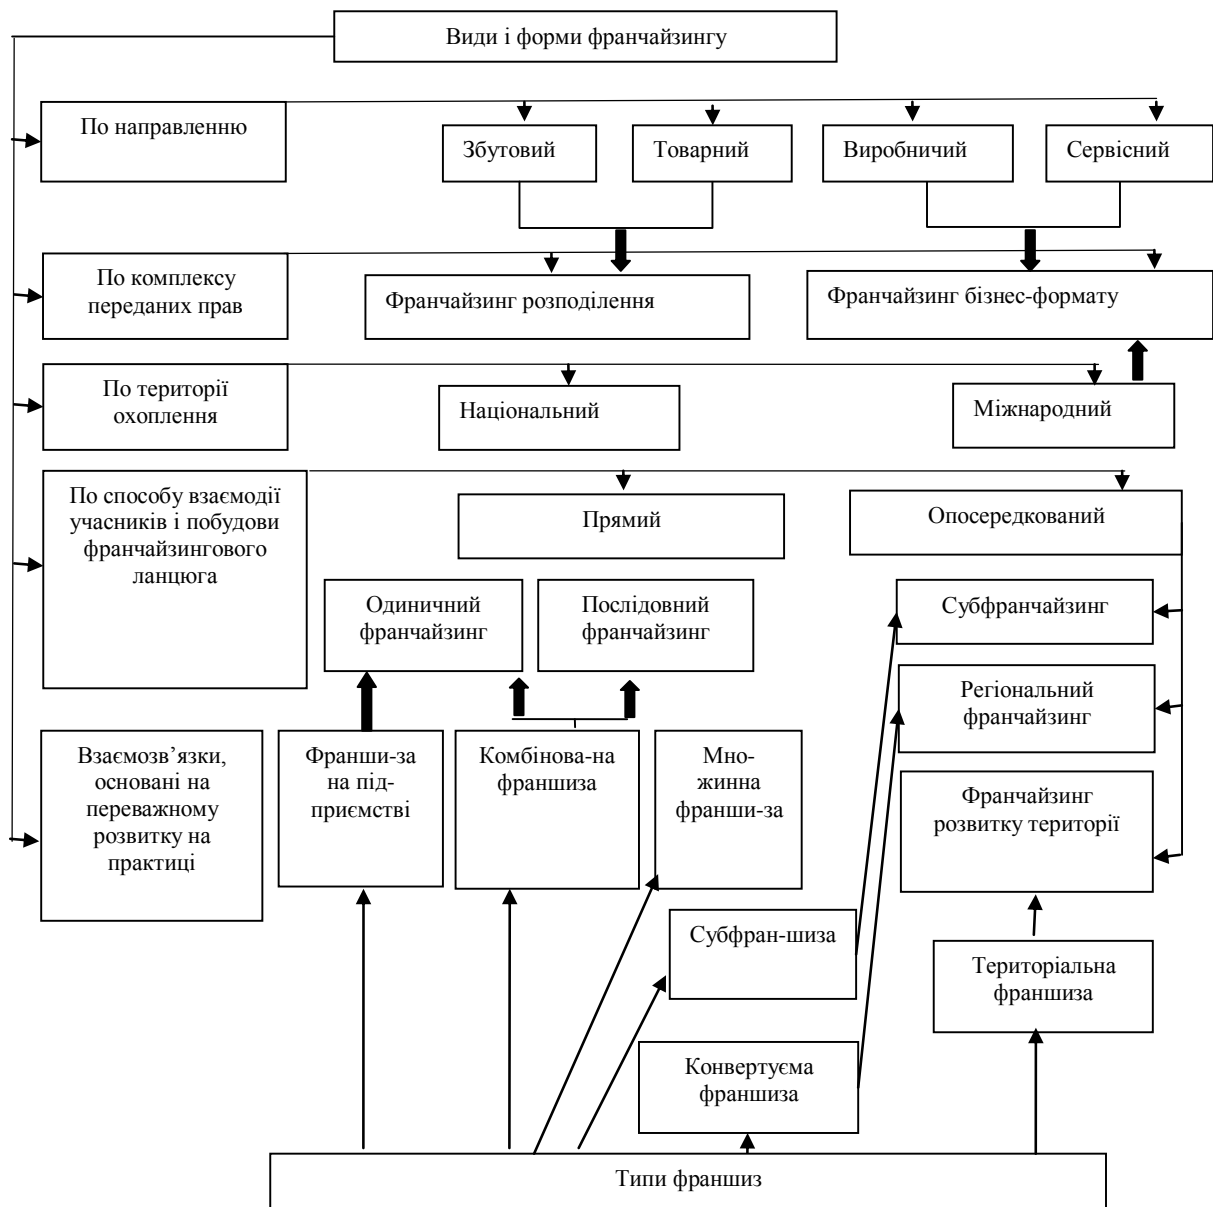 Види і форми франчайзингу
По направленню
Збутовий
Товарний
Виробничий
Сервісний
По комплексу
переданих прав
Франчайзинг розподілення
Франчайзинг бізнес-формату
По території
охоплення
Національний
Міжнародний
По способу взаємодії
учасників і побудови
франчайзингового
ланцюга
Прямий
Опосередкований
Одиничний
франчайзинг
Послідовний
франчайзинг
Субфранчайзинг
Регіональний
франчайзинг
Взаємозв’язки,
основані на
переважному
розвитку на
практиці
Франши-за
на під-
приємстві
Комбінова-на
франшиза
Мно-
жинна
франши-за
Франчайзинг
розвитку території
Субфран-шиза
Територіальна
франшиза
Конвертуєма
франшиза
Типи франшиз